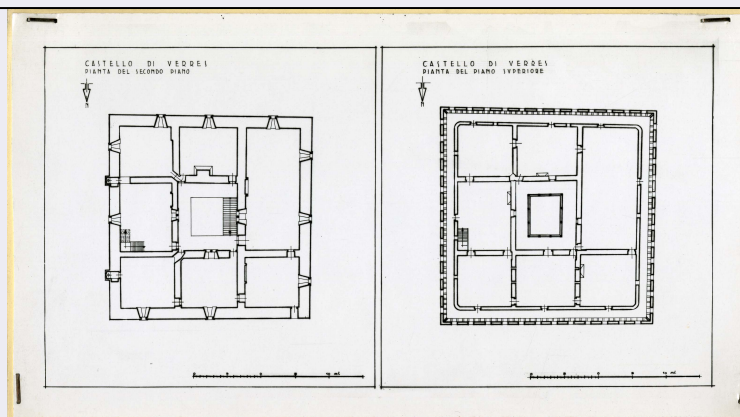 CASTELLO DI VERRES
PIANTA DEL SECONDO PIANO
CASTELLO DI VERRES
PIANTA DEL PIANO SUPERIORE